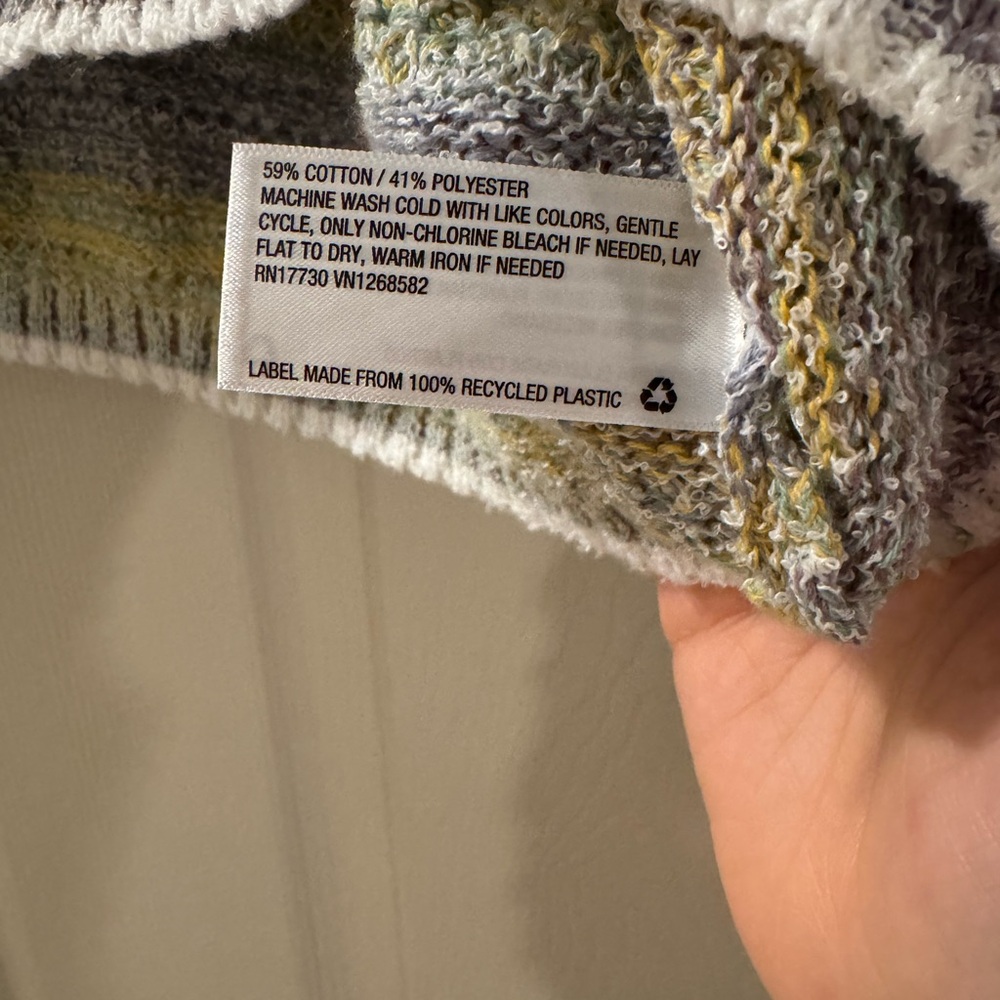 59% COTTON / 41% POLYESTER
MACHINE WASH COLD WITH LIKE COLORS, GENTLE
CYCLE, ONLY NON-CHLORINE BLEACH IF NEEDED, LAY
FLAT TO DRY, WARM IRON IF NEEDED
RN17730 VN1268582
LABEL MADE FROM 100% RECYCLED PLASTIC